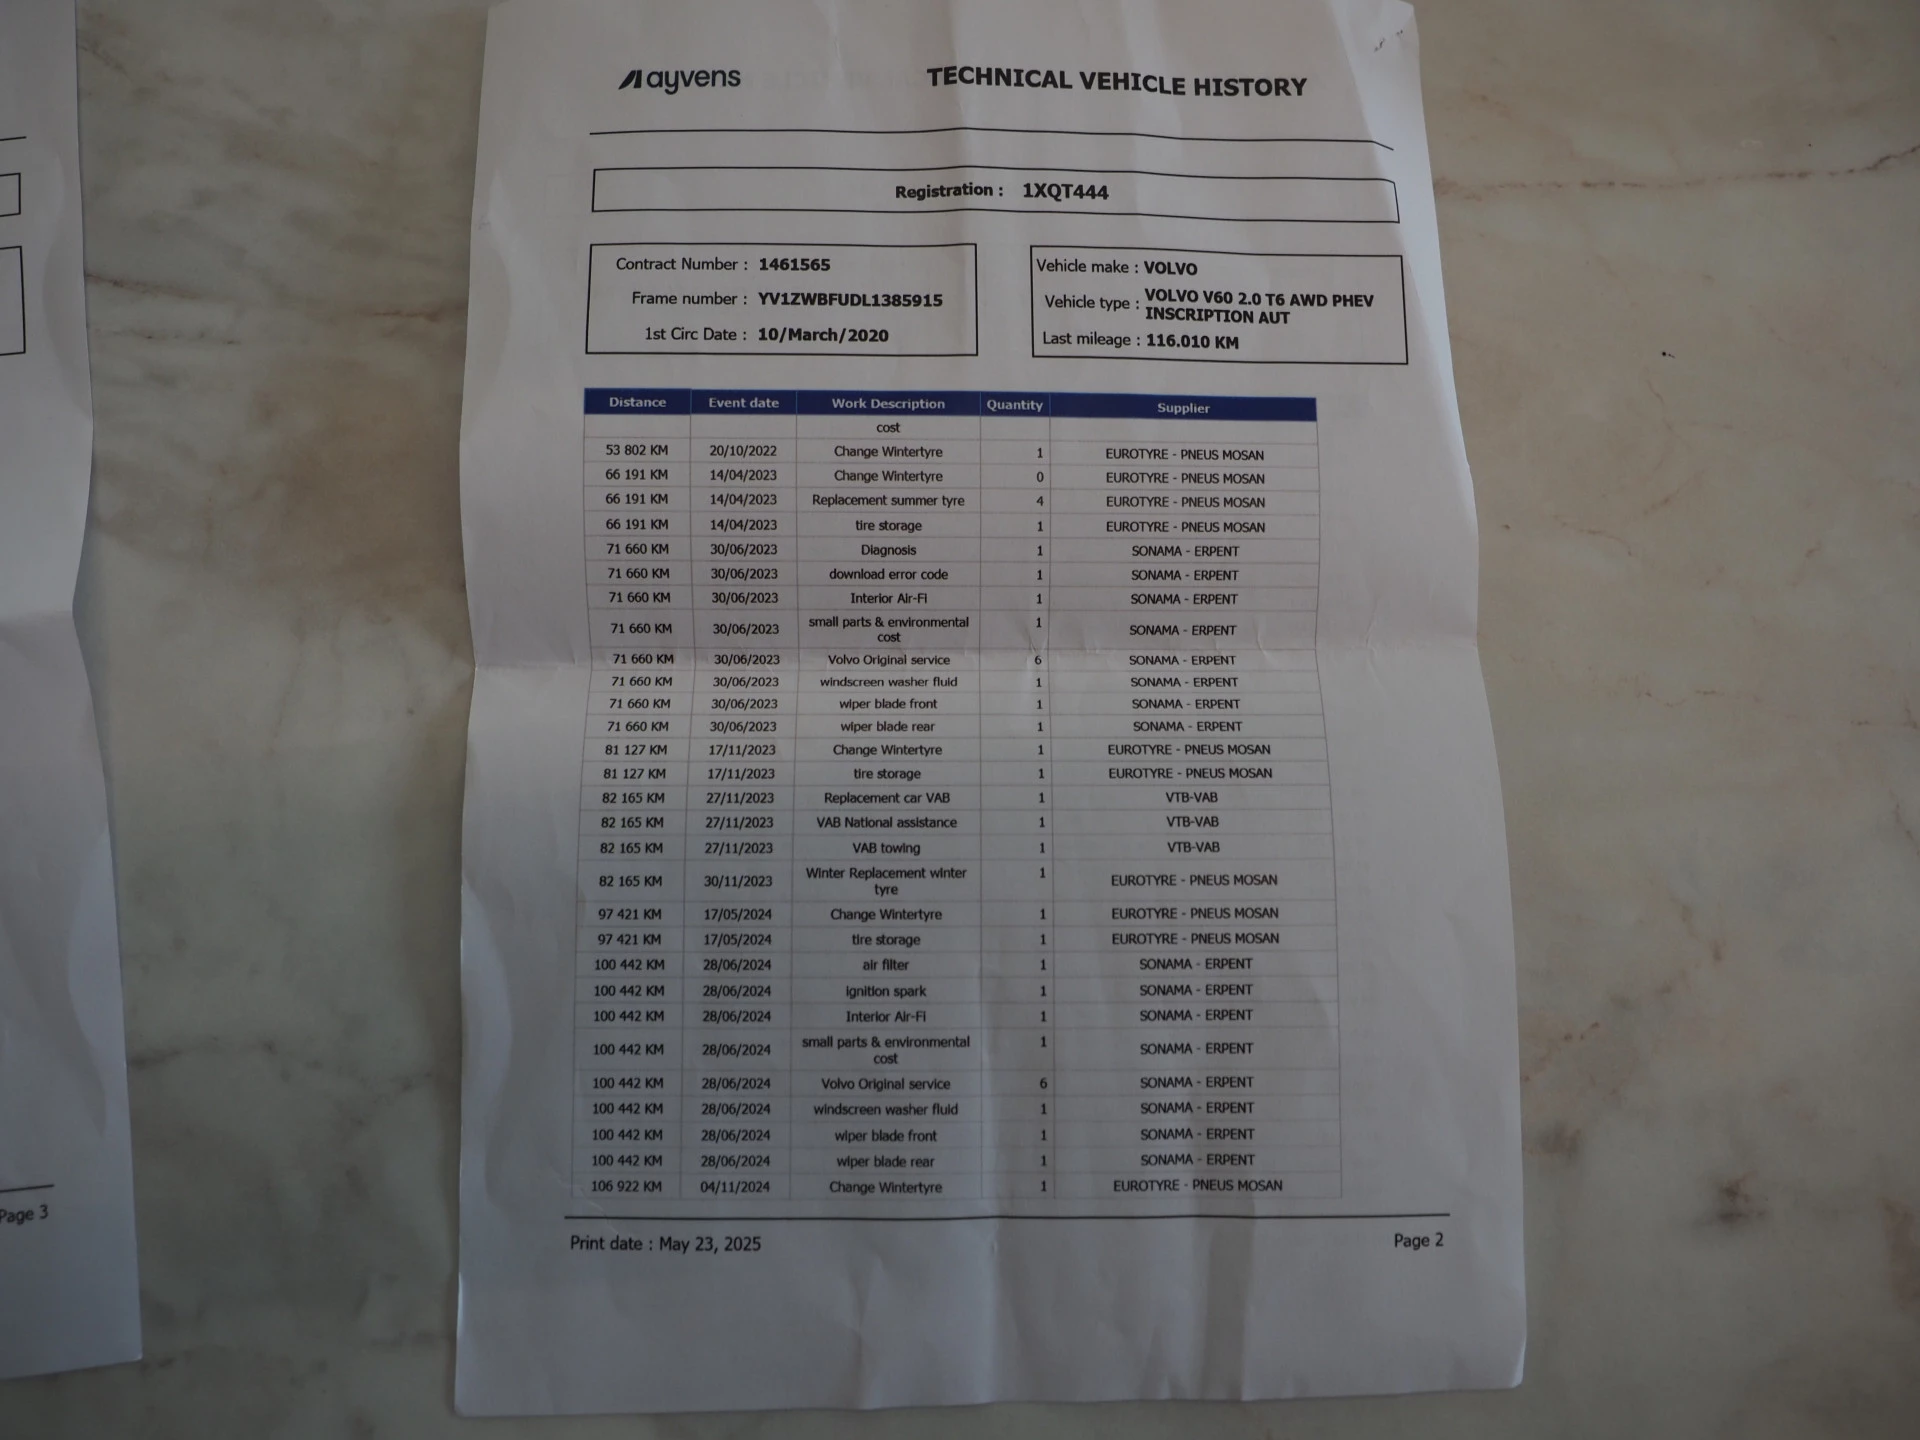 ayvens
TECHNICAL VEHICLE HISTORY
Registration : 1XQT444
Contract Number : 1461565
Frame number : YV1ZWBFUDL1385915
1st Circ Date : 10/March/2020
Vehicle make : VOLVO
Vehicle type : VOLVO V60 2.0 T6 AWD PHEV
INSCRIPTION AUT
Last mileage : 116.010 KM
Distance Event date Work Description Quantity Supplier
cost
53 802 KM 20/10/2022 Change Wintertyre 1 EUROTYRE - PNEUS MOSAN
66 191 KM 14/04/2023 Change Wintertyre 0 EUROTYRE - PNEUS MOSAN
66 191 KM 14/04/2023 Replacement summer tyre 4 EUROTYRE - PNEUS MOSAN
66 191 KM 14/04/2023 tire storage 1 EUROTYRE - PNEUS MOSAN
71 660 KM 30/06/2023 Diagnosis 1 SONAMA - ERPENT
71 660 KM 30/06/2023 download error code 1 SONAMA - ERPENT
71 660 KM 30/06/2023 Interior Air-Fi 1 SONAMA - ERPENT
71 660 KM 30/06/2023 small parts & environmental 1 SONAMA - ERPENT
cost
71 660 KM 30/06/2023 Volvo Original service 6 SONAMA - ERPENT
71 660 KM 30/06/2023 windscreen washer fluid 1 SONAMA - ERPENT
71 660 KM 30/06/2023 wiper blade front 1 SONAMA - ERPENT
71 660 KM 30/06/2023 wiper blade rear 1 SONAMA - ERPENT
81 127 KM 17/11/2023 Change Wintertyre 1 EUROTYRE - PNEUS MOSAN
81 127 KM 17/11/2023 tire storage 1 EUROTYRE - PNEUS MOSAN
82 165 KM 27/11/2023 Replacement car VAB 1 VTB-VAB
82 165 KM 27/11/2023 VAB National assistance 1 VTB-VAB
82 165 KM 27/11/2023 VAB towing 1 VTB-VAB
82 165 KM 30/11/2023 Winter Replacement winter 1 EUROTYRE - PNEUS MOSAN
tyre
97 421 KM 17/05/2024 Change Wintertyre 1 EUROTYRE - PNEUS MOSAN
97 421 KM 17/05/2024 tire storage 1 EUROTYRE - PNEUS MOSAN
100 442 KM 28/06/2024 air filter 1 SONAMA - ERPENT
100 442 KM 28/06/2024 ignition spark 1 SONAMA - ERPENT
100 442 KM 28/06/2024 Interior Air-Fi 1 SONAMA - ERPENT
100 442 KM 28/06/2024 small parts & environmental 1 SONAMA - ERPENT
cost
100 442 KM 28/06/2024 Volvo Original service 6 SONAMA - ERPENT
100 442 KM 28/06/2024 windscreen washer fluid 1 SONAMA - ERPENT
100 442 KM 28/06/2024 wiper blade front 1 SONAMA - ERPENT
100 442 KM 28/06/2024 wiper blade rear 1 SONAMA - ERPENT
106 922 KM 04/11/2024 Change Wintertyre 1 EUROTYRE - PNEUS MOSAN
Print date : May 23, 2025
Page 2
Page 3